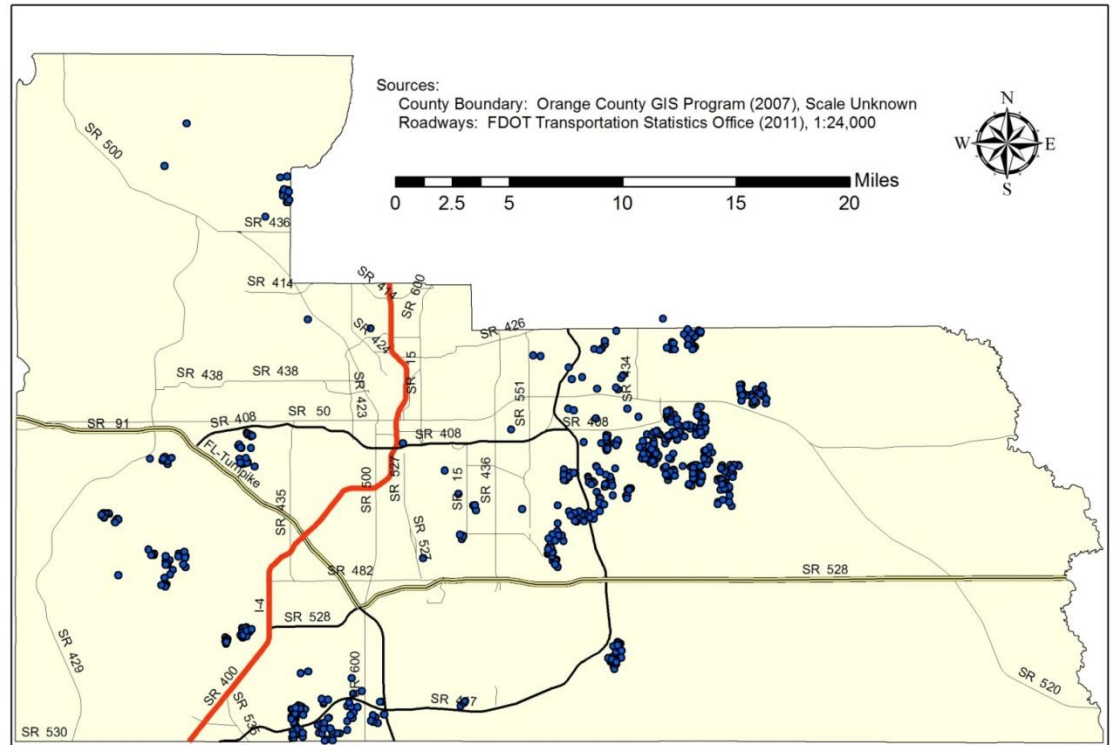 Sources:
County Boundary: Orange County GIS Program (2007), Scale Unknown
Roadways: FDOT Transportation Statistics Office (2011), 1:24,000
N
W E
S
Miles
0 2.5 5 10 15 20
SR 500
SR 436
SR 414
SR 414
SR 600
SR 424
SR 426
SR 15
SR 434
SR 438 SR 438
SR 423
SR 551
SR 91
SR 408
SR 50
SR 408
SR 408
FL-Turnpike
SR 500
SR 527
SR 15
SR 436
SR 435
SR 527
SR 482
SR 528
I-4
SR 528
SR 429
SR 400
SR 600
SR 535
SR 520
SR 530